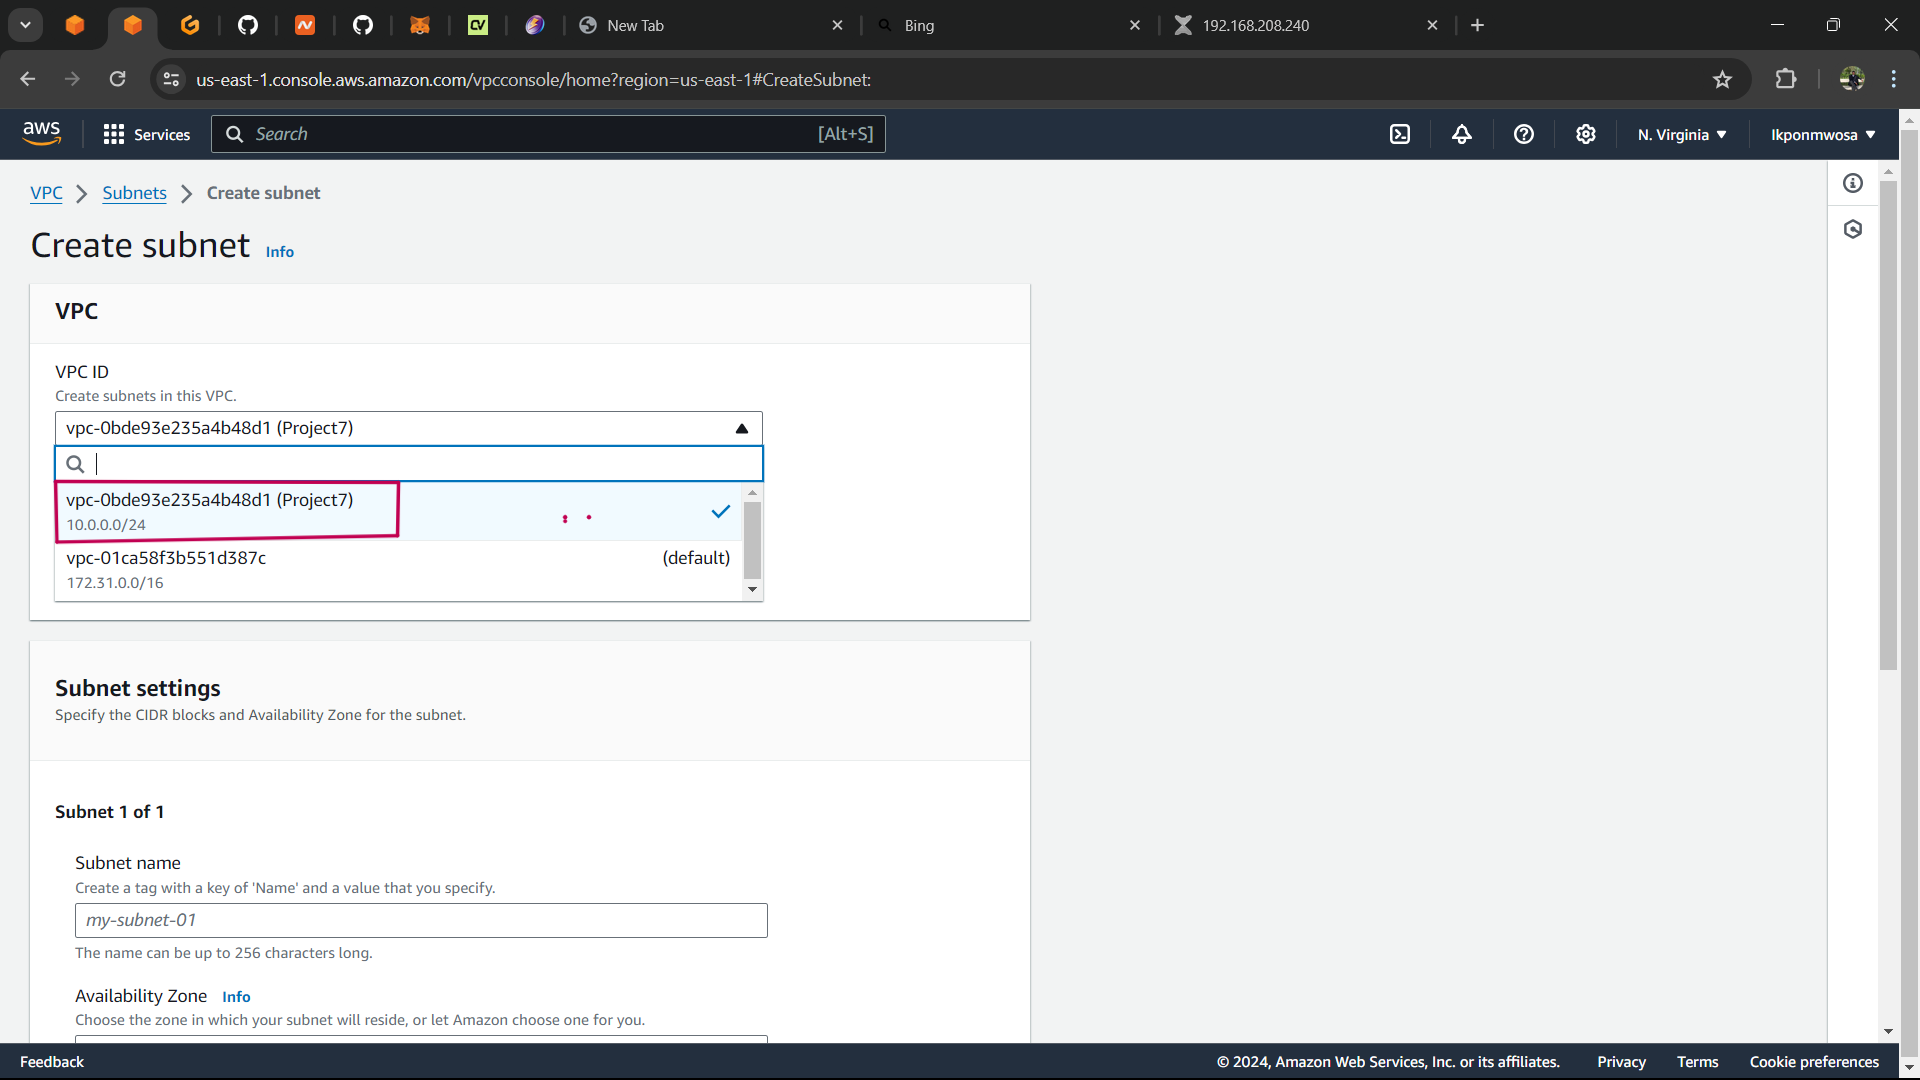 New Tab
Bing
192.168.208.240
us-east-1.console.aws.amazon.com/vpcconsole/home?region=us-east-1#CreateSubnet:
aws
Services
Search
[Alt+S]
N. Virginia
Ikponmwosa
VPC
Subnets
Create subnet
Create subnet Info
VPC
VPC ID
Create subnets in this VPC.
vpc-0bde93e235a4b48d1 (Project7)
vpc-0bde93e235a4b48d1 (Project7)
10.0.0.0/24
vpc-01ca58f3b551d387c (default)
172.31.0.0/16
Subnet settings
Specify the CIDR blocks and Availability Zone for the subnet.
Subnet 1 of 1
Subnet name
Create a tag with a key of 'Name' and a value that you specify.
my-subnet-01
The name can be up to 256 characters long.
Availability Zone Info
Choose the zone in which your subnet will reside, or let Amazon choose one for you.
Feedback
© 2024, Amazon Web Services, Inc. or its affiliates.
Privacy
Terms
Cookie preferences